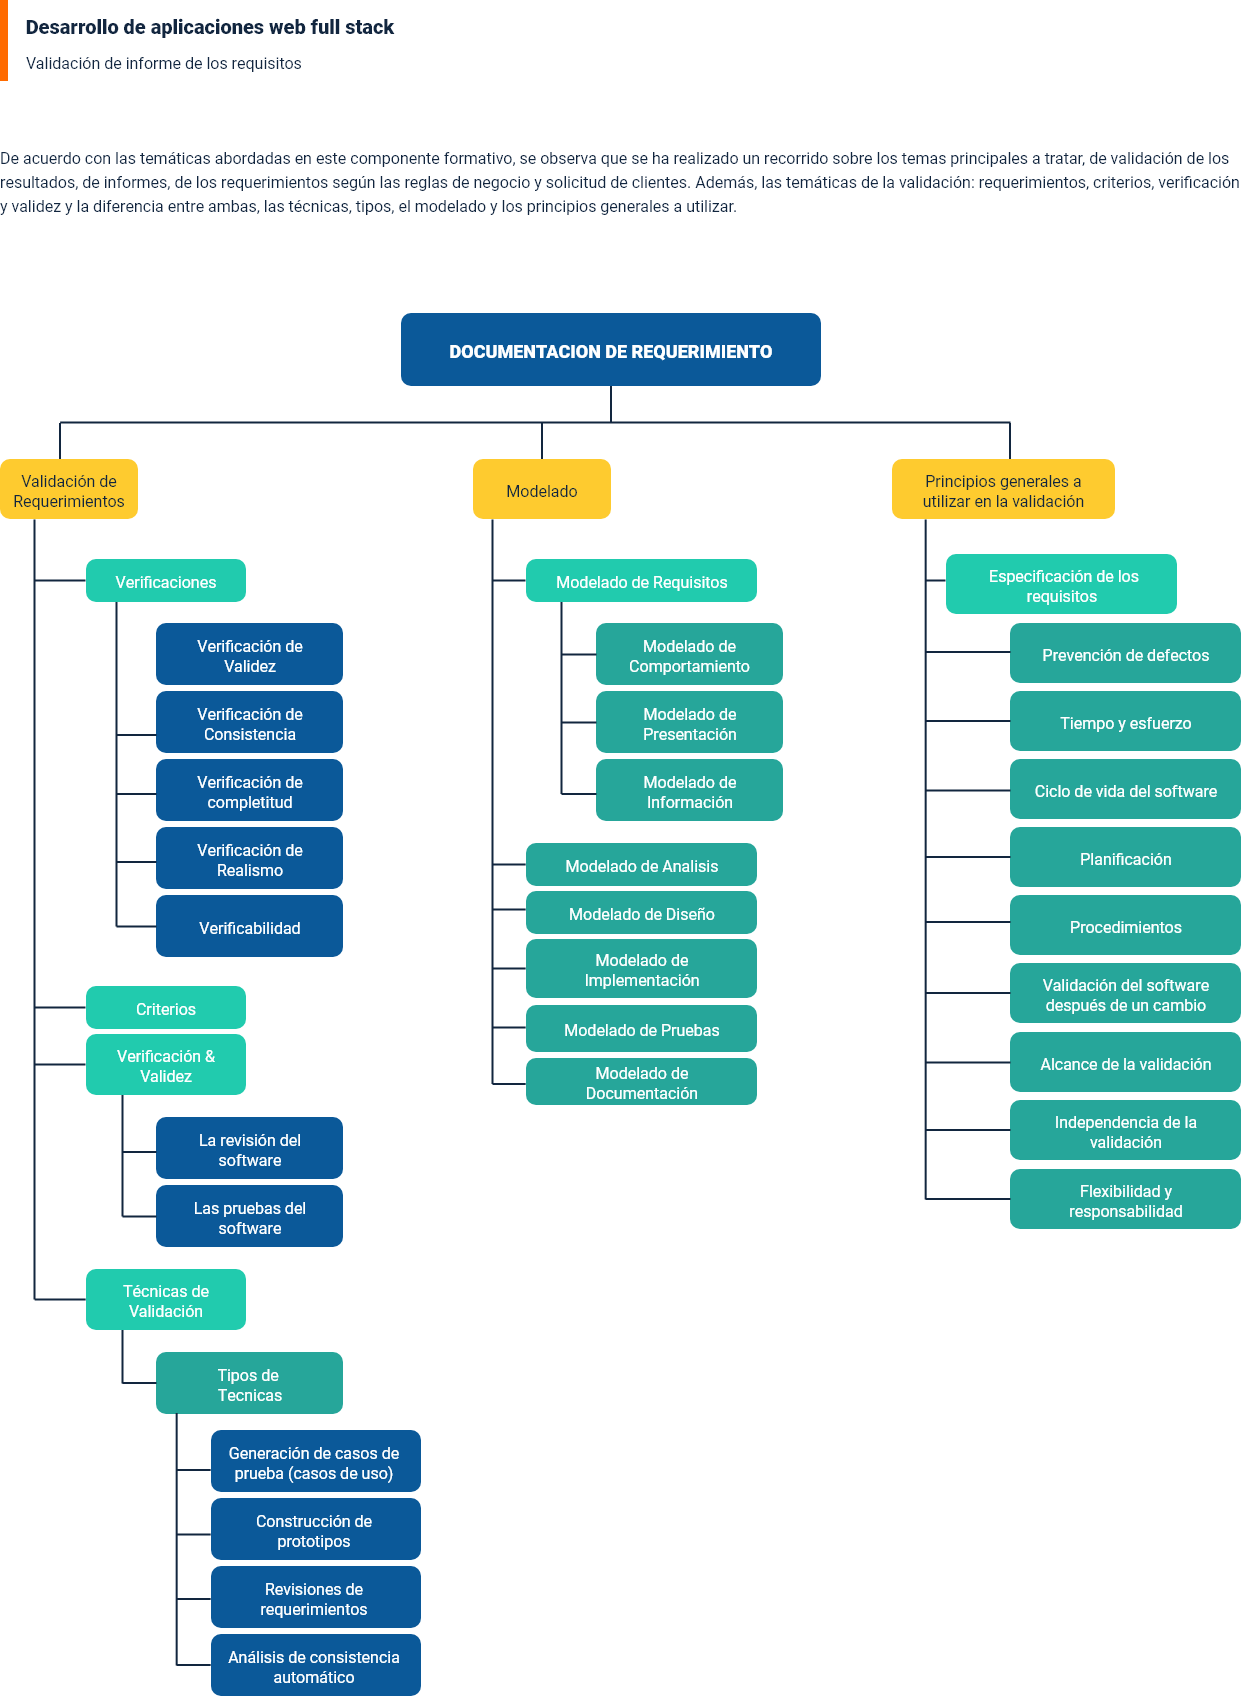 Desarrollo de aplicaciones web full stack
Validación de informe de los requisitos
De acuerdo con las temáticas abordadas en este componente formativo, se observa que se ha realizado un recorrido sobre los temas principales a tratar, de validación de los
resultados, de informes, de los requerimientos según las reglas de negocio y solicitud de clientes. Además, las temáticas de la validación: requerimientos, criterios, verificación
y validez y la diferencia entre ambas, las técnicas, tipos, el modelado y los principios generales a utilizar.
DOCUMENTACION DE REQUERIMIENTO
Validación de
Requerimientos
Verificaciones
Verificación de
Validez
Verificación de
Consistencia
Verificación de
completitud
Verificación de
Realismo
Verificabilidad
Criterios
Verificación &
Validez
La revisión del
software
Las pruebas del
software
Técnicas de
Validación
Tipos de
Tecnicas
Generación de casos de
prueba (casos de uso)
Construcción de
prototipos
Revisiones de
requerimientos
Análisis de consistencia
automático
Modelado
Modelado de Requisitos
Modelado de
Comportamiento
Modelado de
Presentación
Modelado de
Información
Modelado de Analisis
Modelado de Diseño
Modelado de
Implementación
Modelado de Pruebas
Modelado de
Documentación
Principios generales a
utilizar en la validación
Especificación de los
requisitos
Prevención de defectos
Tiempo y esfuerzo
Ciclo de vida del software
Planificación
Procedimientos
Validación del software
después de un cambio
Alcance de la validación
Independencia de la
validación
Flexibilidad y
responsabilidad